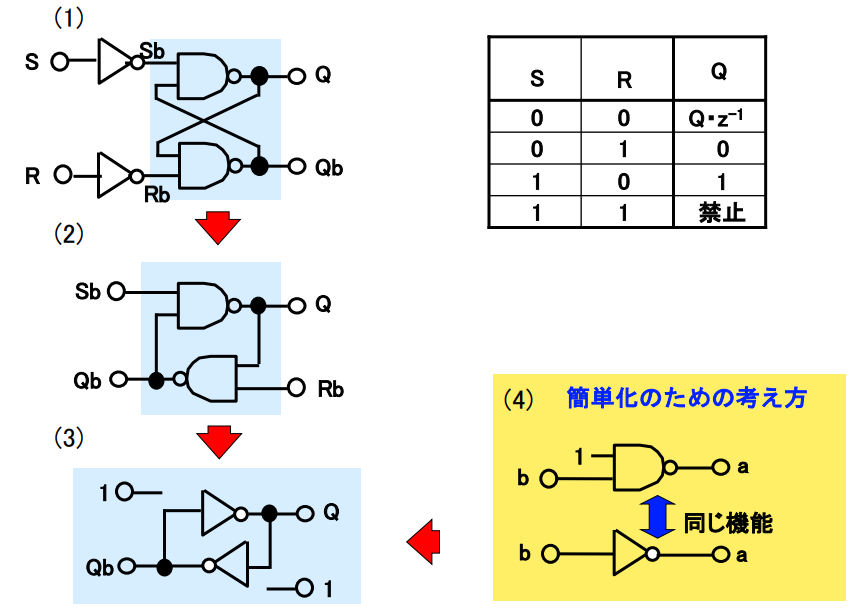 (1)
S
Sb
Q
R
Rb
Qb
S R Q
0 0 Q・z⁻¹
0 1 0
1 0 1
1 1 禁止
(2)
Sb
Q
Qb
Rb
(3)
1
Q
Qb
1
(4) 簡単化のための考え方
1
b
a
同じ機能
b
a